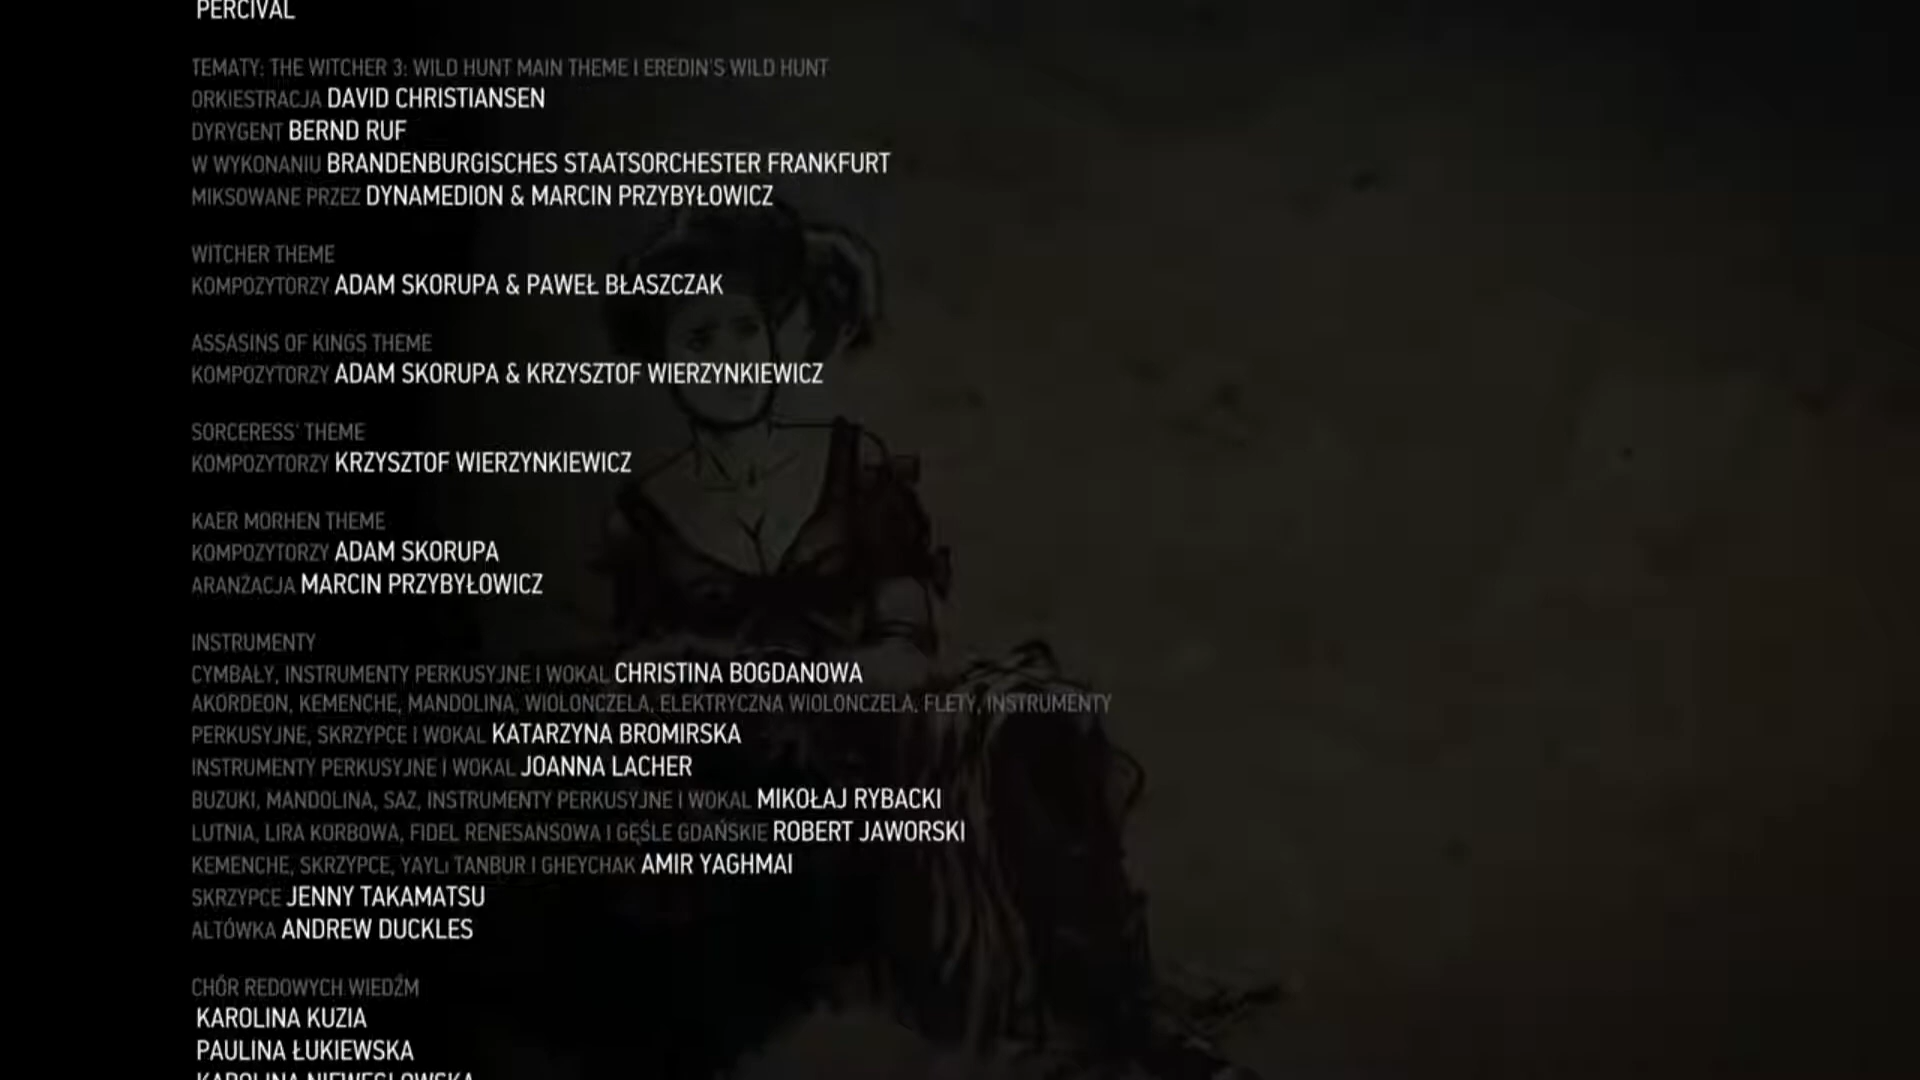 PERCIVAL
TEMATY: THE WITCHER 3: WILD HUNT MAIN THEME I EREDIN'S WILD HUNT
ORKIESTRACJA DAVID CHRISTIANSEN
DYRYGENT BERND RUF
W WYKONANIU BRANDENBURGISCHES STAATSORCHESTER FRANKFURT
MIKSOWANE PRZEZ DYNAMEDION & MARCIN PRZYBYŁOWICZ
WITCHER THEME
KOMPOZYTORZY ADAM SKORUPA & PAWEŁ BŁASZCZAK
ASSASINS OF KINGS THEME
KOMPOZYTORZY ADAM SKORUPA & KRZYSZTOF WIERZYNKIEWICZ
SORCERESS' THEME
KOMPOZYTORZY KRZYSZTOF WIERZYNKIEWICZ
KAER MORHEN THEME
KOMPOZYTORZY ADAM SKORUPA
ARANŻACJA MARCIN PRZYBYŁOWICZ
INSTRUMENTY
CYMBAŁY, INSTRUMENTY PERKUSYJNE I WOKAL CHRISTINA BOGDANOWA
AKORDEON, KEMENCHE, MANDOLINA, WIOLONCZELA, ELEKTRYCZNA WIOLONCZELA, FLETY, INSTRUMENTY
PERKUSYJNE, SKRZYPCE I WOKAL KATARZYNA BROMIRSKA
INSTRUMENTY PERKUSYJNE I WOKAL JOANNA LACHER
BUZUKI, MANDOLINA, SAZ, INSTRUMENTY PERKUSYJNE I WOKAL MIKOŁAJ RYBACKI
LUTNIA, LIRA KORBOWA, FIDEL RENESANSOWA I GĘŚLE GDAŃSKIE ROBERT JAWORSKI
KEMENCHE, SKRZYPCE, YAYLı TANBUR I GHEYCHAK AMIR YAGHMAI
SKRZYPCE JENNY TAKAMATSU
ALTÓWKA ANDREW DUCKLES
CHÓR REDOWYCH WIEDŹM
KAROLINA KUZIA
PAULINA ŁUKIEWSKA
KAROLINA NIEWĘGŁOWSKA